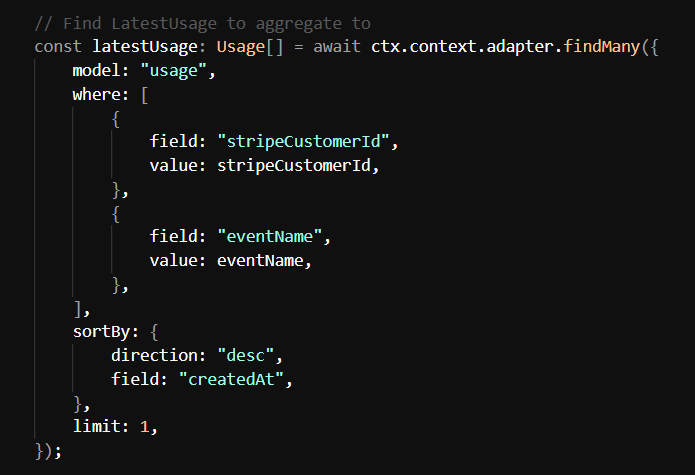 // Find LatestUsage to aggregate to
const latestUsage: Usage[] = await ctx.context.adapter.findMany({
    model: "usage",
    where: [
        {
            field: "stripeCustomerId",
            value: stripeCustomerId,
        },
        {
            field: "eventName",
            value: eventName,
        },
    ],
    sortBy: {
        direction: "desc",
        field: "createdAt",
    },
    limit: 1,
});